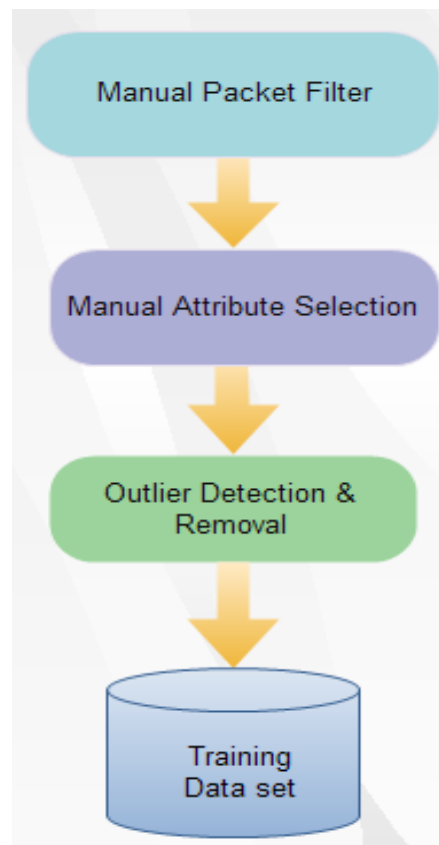 Manual Packet Filter
Manual Attribute Selection
Outlier Detection &
Removal
Training
Data set